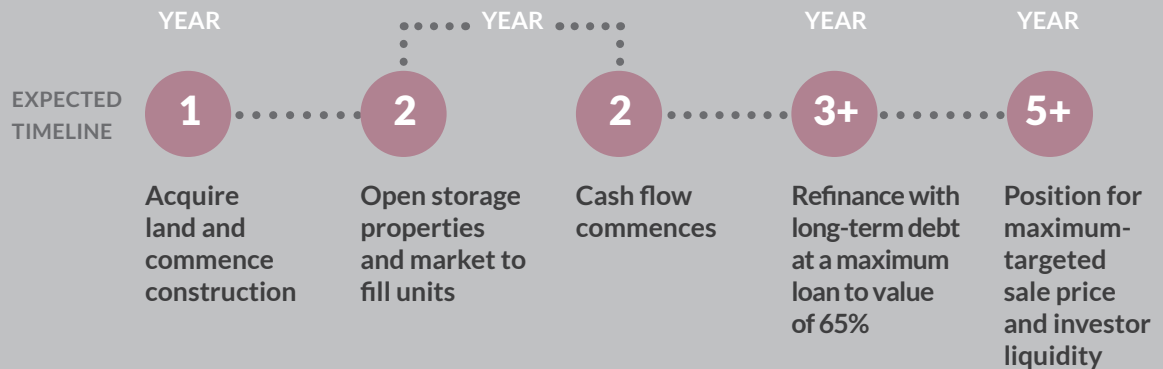 YEAR
YEAR
YEAR
YEAR
EXPECTED
TIMELINE
1
2
2
3+
5+
Acquire
land and
commence
construction
Open storage
properties
and market to
fill units
Cash flow
commences
Refinance with
long-term debt
at a maximum
loan to value
of 65%
Position for
maximum-
targeted
sale price
and investor
liquidity